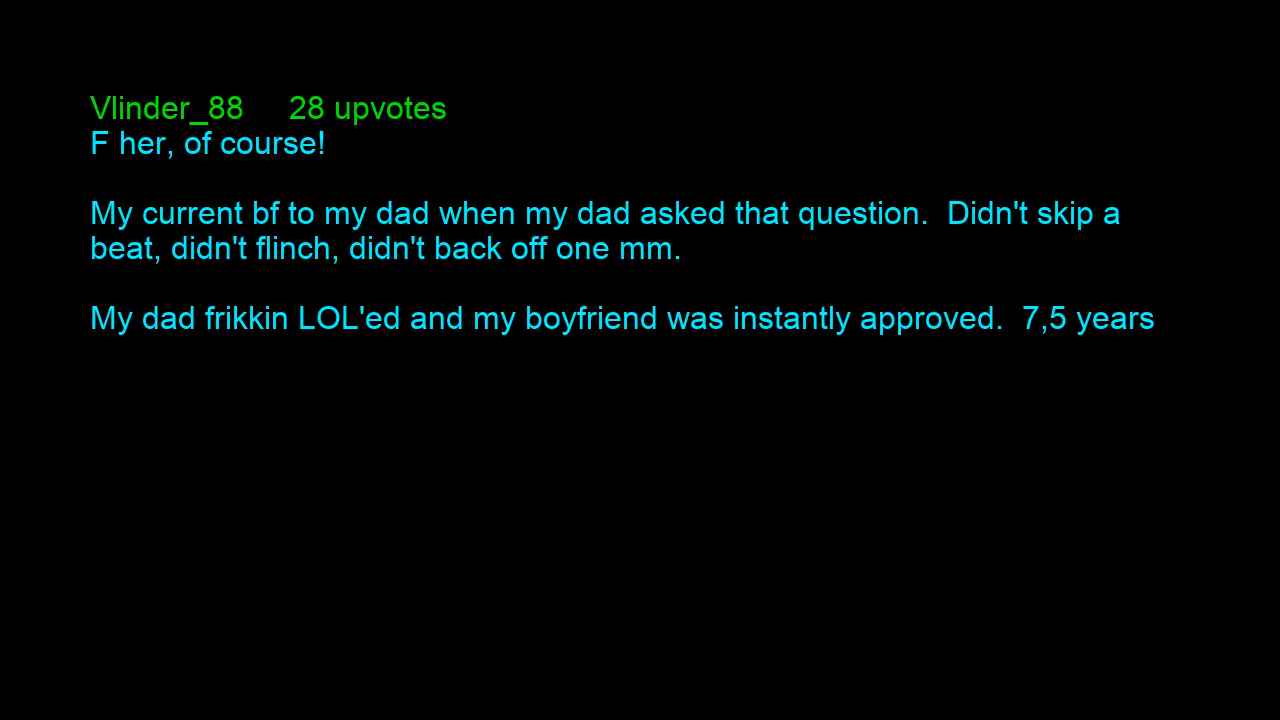 Vlinder_88 28 upvotes
F her, of course!
My current bf to my dad when my dad asked that question. Didn't skip a
beat, didn't flinch, didn't back off one mm.
My dad frikkin LOL'ed and my boyfriend was instantly approved. 7,5 years